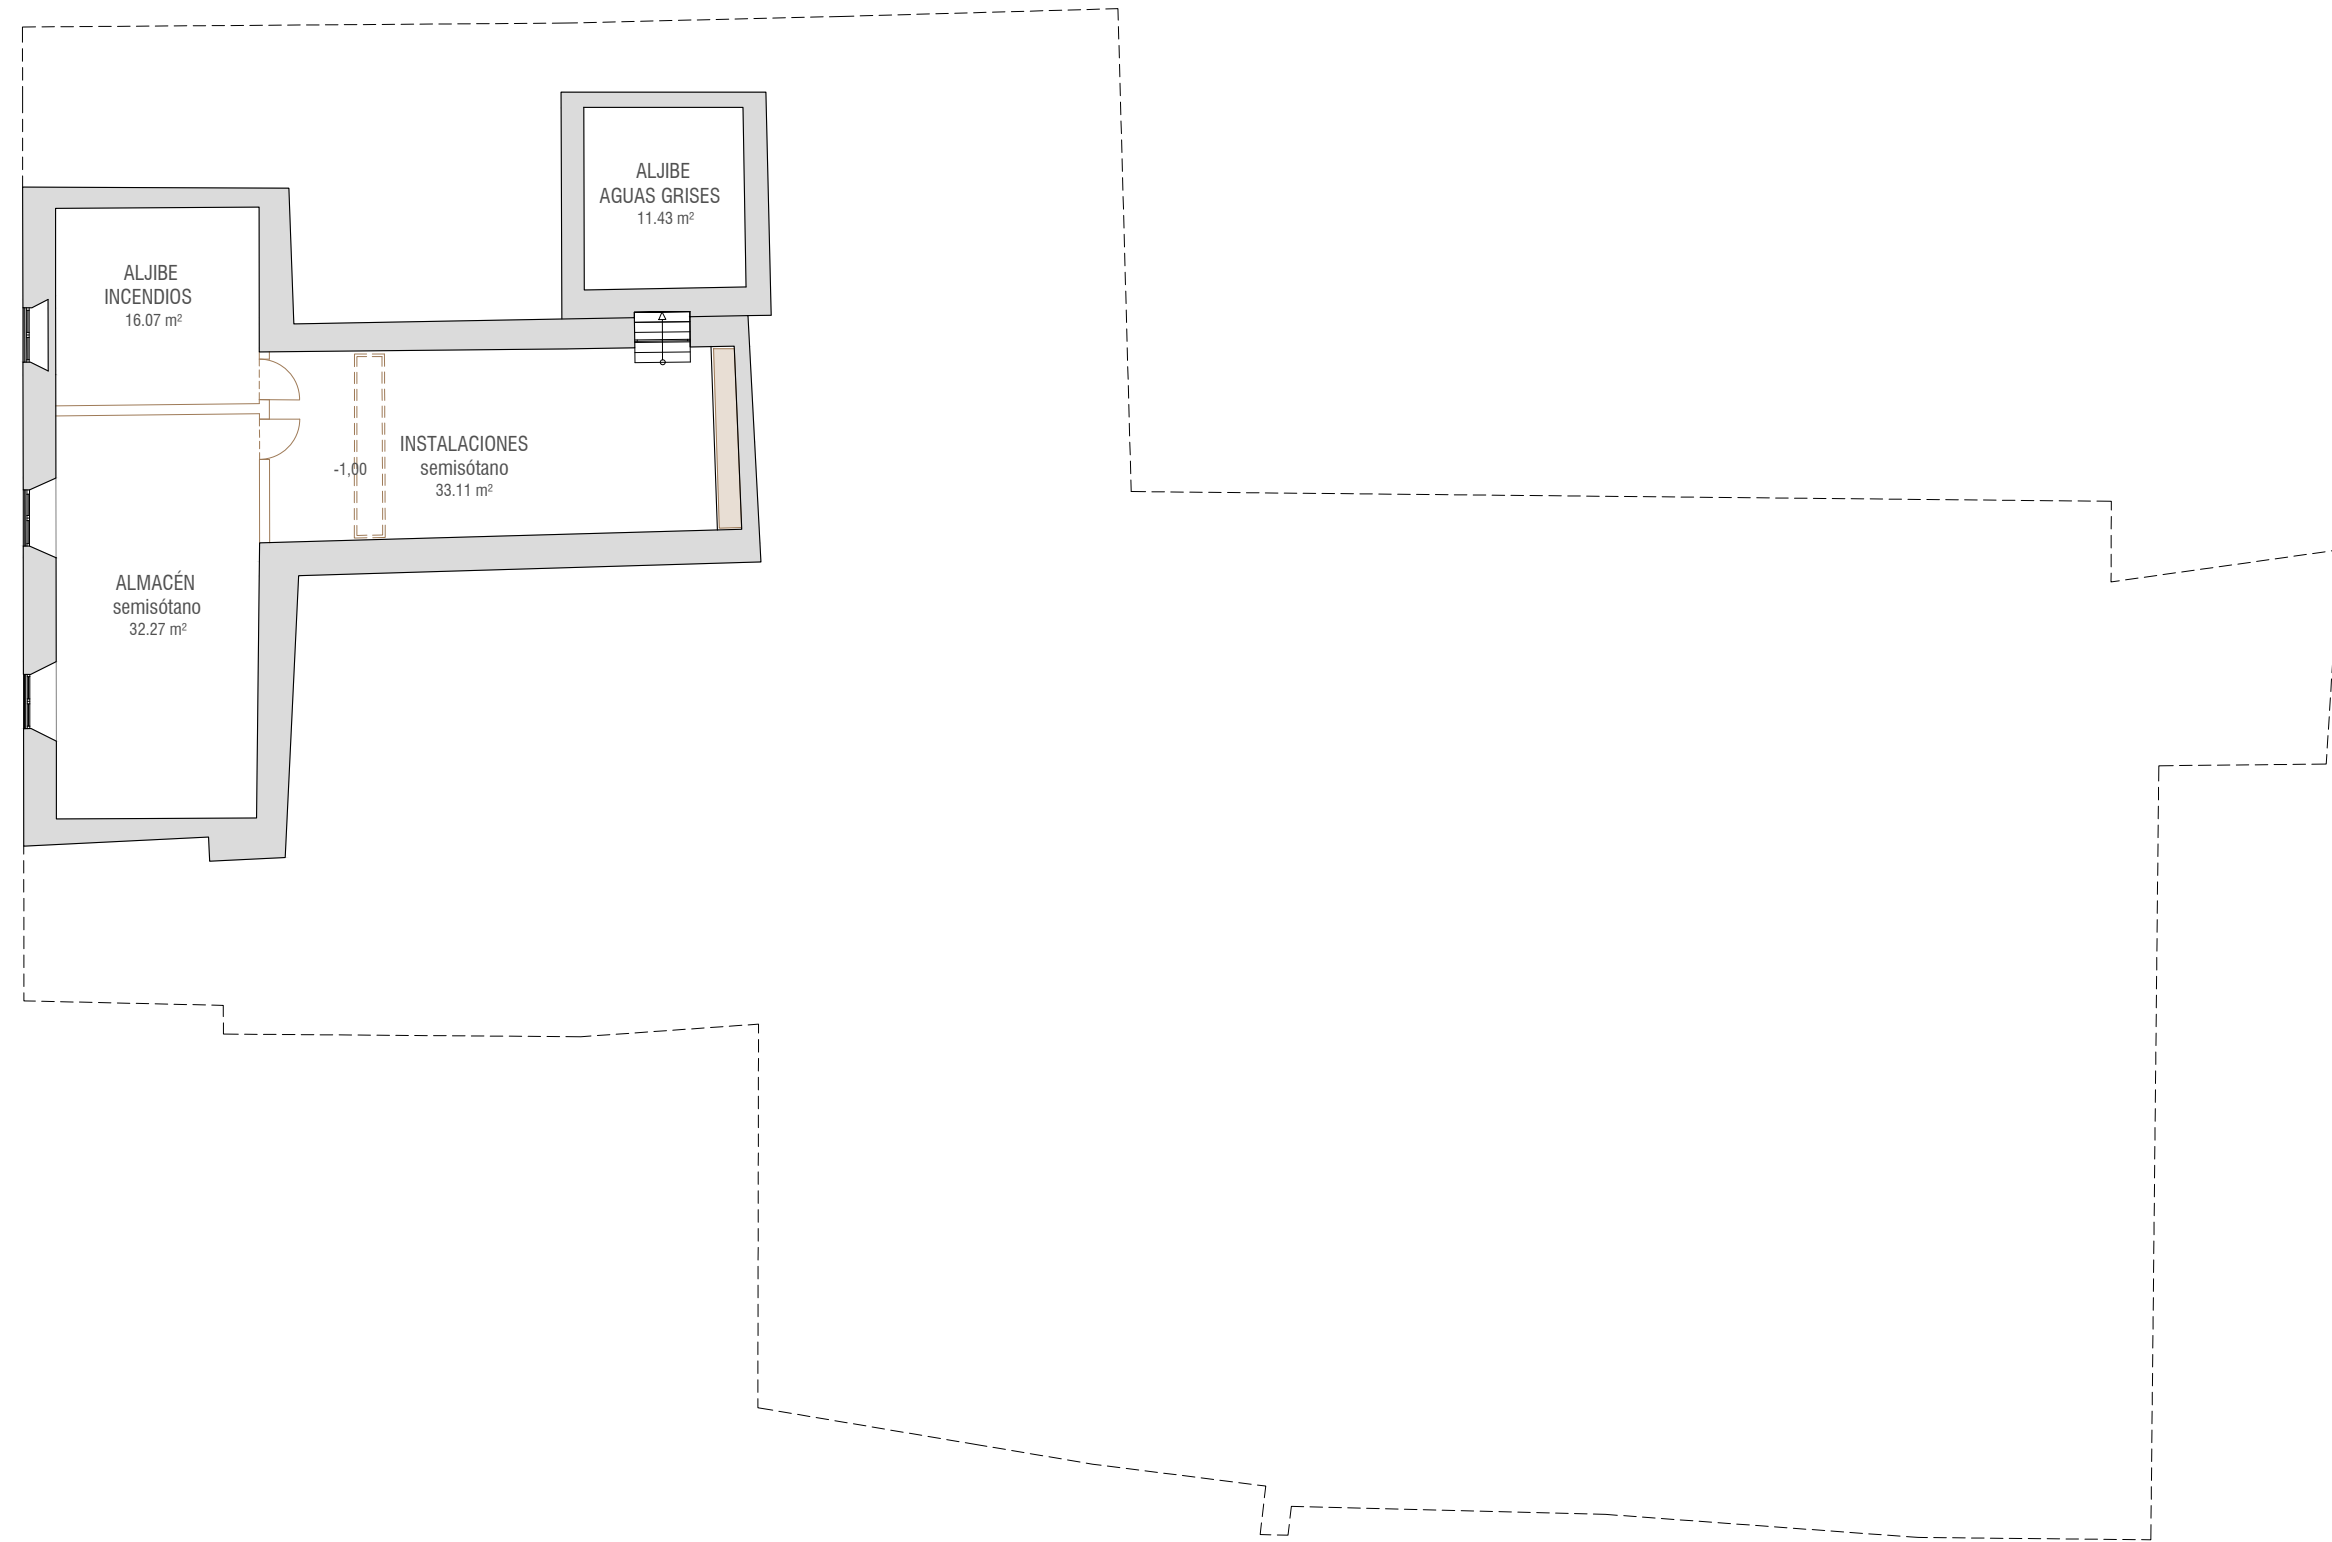 ALJIBE
AGUAS GRISES
11.43 m²
ALJIBE
INCENDIOS
16.07 m²
INSTALACIONES
semisótano
33.11 m²
-1,00
ALMACÉN
semisótano
32.27 m²